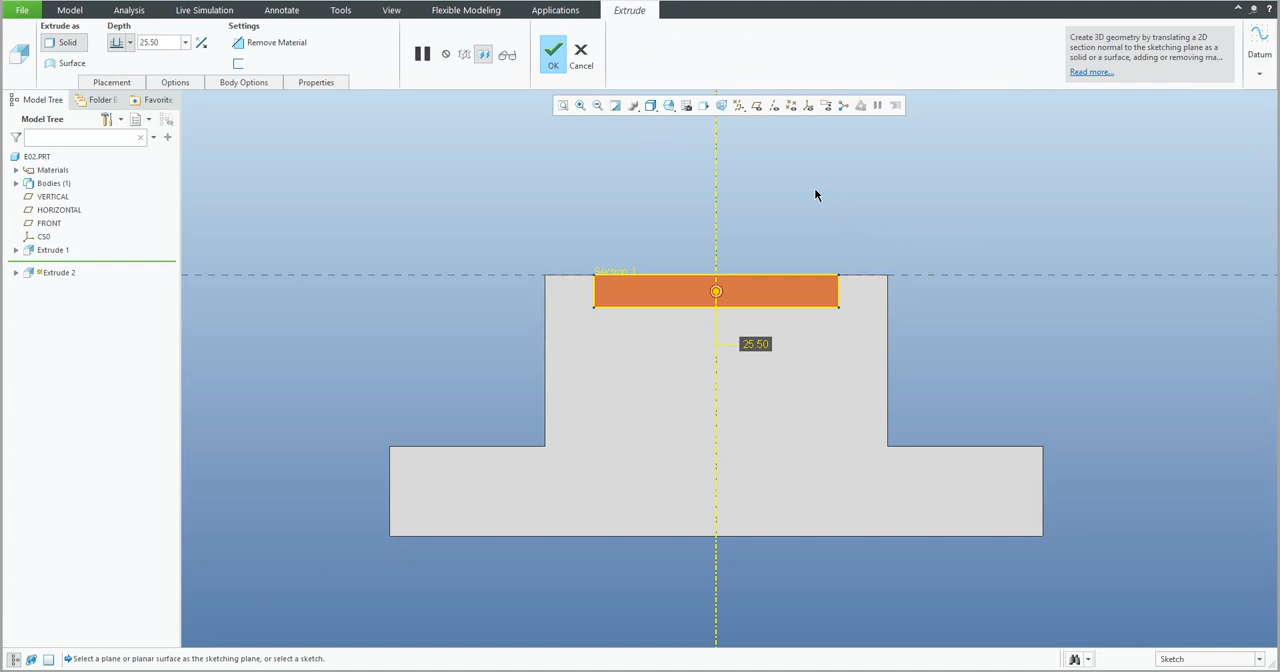 File Model Analysis Live Simulation Annotate Tools View Flexible Modeling Applications Extrude
Extrude as Depth Settings
Solid 25.50 Remove Material
Surface
OK Cancel
Create 3D geometry by translating a 2D
section normal to the sketching plane as a
solid or a surface, adding or removing ma...
Read more...
Datum
Placement Options Body Options Properties
Model Tree Folder Favorite
Model Tree
E02.PRT
Materials
Bodies (1)
VERTICAL
HORIZONTAL
FRONT
CS0
Extrude 1
Extrude 2
Section 1
25.50
Select a plane or planar surface as the sketching plane, or select a sketch.
Sketch